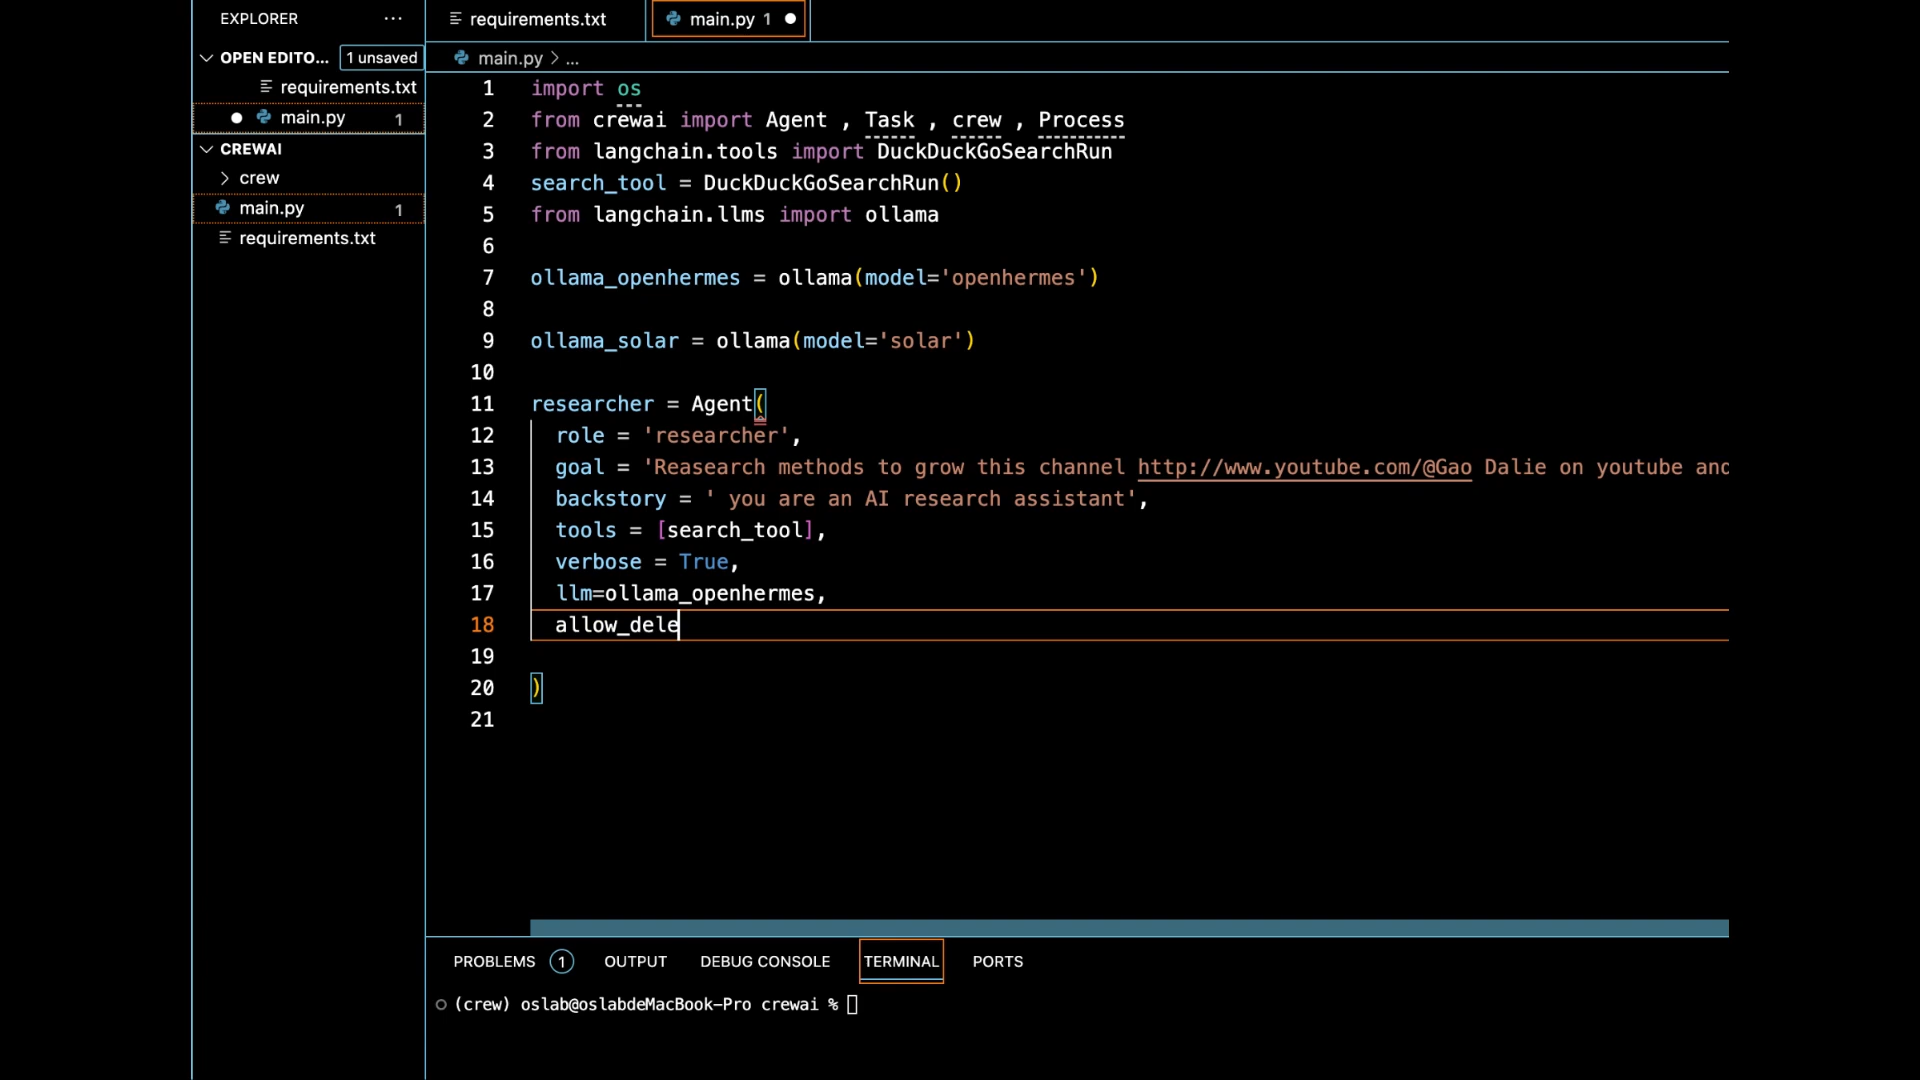 EXPLORER ...
OPEN EDITO... 1 unsaved
requirements.txt
main.py 1
CREWAI
crew
main.py 1
requirements.txt
requirements.txt main.py 1
main.py > ...
1 import os
2 from crewai import Agent , Task , crew , Process
3 from langchain.tools import DuckDuckGoSearchRun
4 search_tool = DuckDuckGoSearchRun()
5 from langchain.llms import ollama
6
7 ollama_openhermes = ollama(model='openhermes')
8
9 ollama_solar = ollama(model='solar')
10
11 researcher = Agent(
12 role = 'researcher',
13 goal = 'Reasearch methods to grow this channel http://www.youtube.com/@Gao Dalie on youtube and
14 backstory = ' you are an AI research assistant',
15 tools = [search_tool],
16 verbose = True,
17 llm=ollama_openhermes,
18 allow_dele
19
20 )
21
PROBLEMS 1 OUTPUT DEBUG CONSOLE TERMINAL PORTS
(crew) oslab@oslabdeMacBook-Pro crewai %